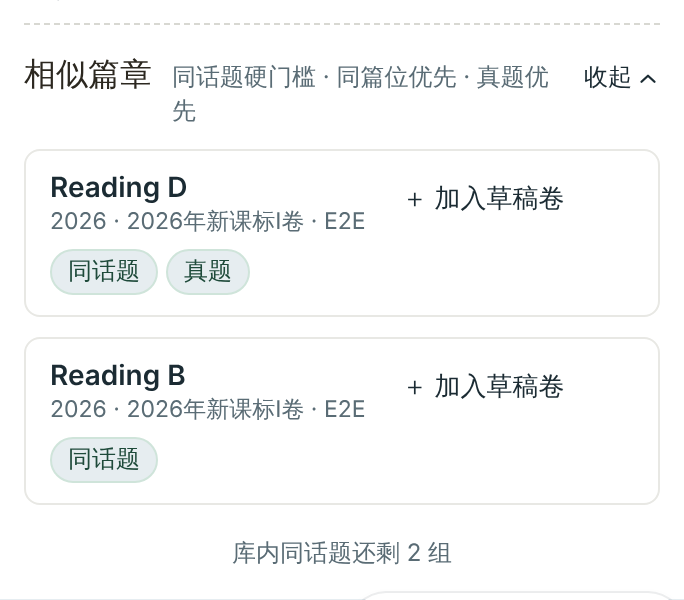 相似篇章 同话题硬门槛 · 同篇位优先 · 真题优先 收起
Reading D
+ 加入草稿卷
2026 · 2026年新课标I卷 · E2E
同话题 真题
Reading B
+ 加入草稿卷
2026 · 2026年新课标I卷 · E2E
同话题
库内同话题还剩 2 组